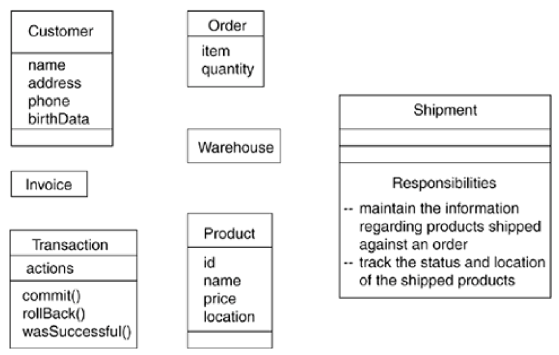 Customer
name
address
phone
birthData
Order
item
quantity
Warehouse
Shipment
Responsibilities
-- maintain the information
regarding products shipped
against an order
-- track the status and location
of the shipped products
Invoice
Transaction
actions
commit()
rollBack()
wasSuccessful()
Product
id
name
price
location